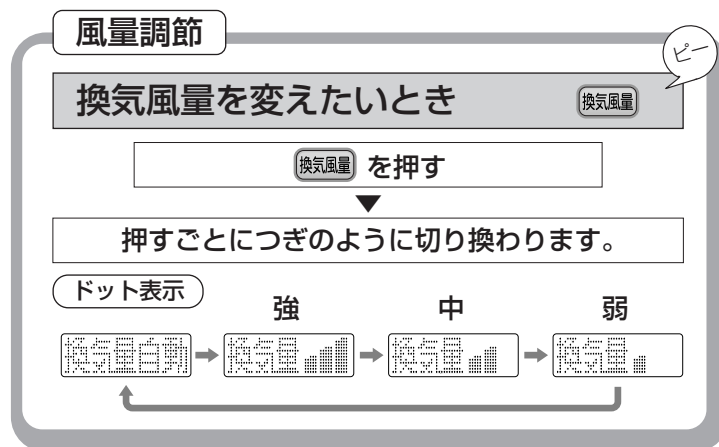 風量調節
ピー
換気風量を変えたいとき 換気風量
換気風量 を押す
押すごとにつぎのように切り換わります。
ドット表示
強 中 弱
換気量自動 換気量 換気量 換気量